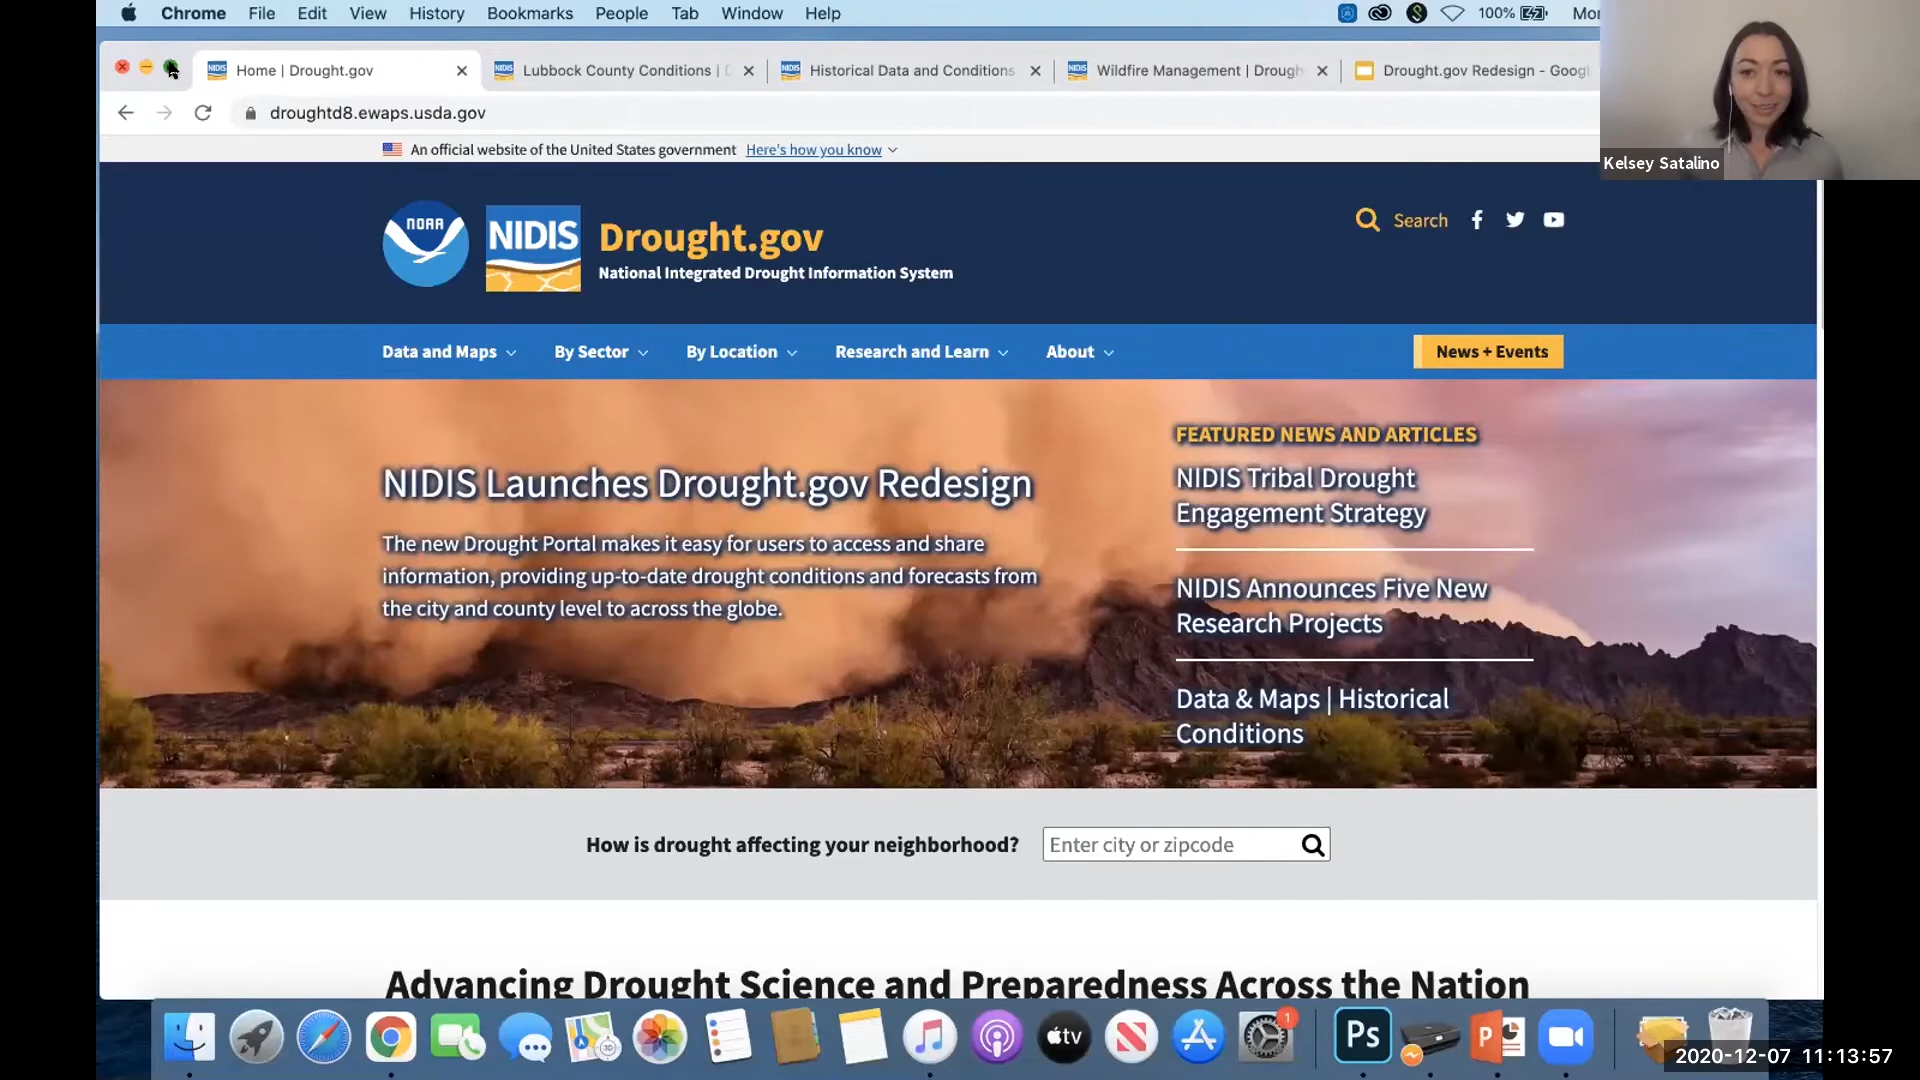 Chrome File Edit View History Bookmarks People Tab Window Help 100% Mon
Home | Drought.gov
Lubbock County Conditions |
Historical Data and Conditions
Wildfire Management | Drough
Drought.gov Redesign - Googl
droughtd8.ewaps.usda.gov
Kelsey Satalino
An official website of the United States government Here's how you know
NOAA
NIDIS
Drought.gov
National Integrated Drought Information System
Search
Data and Maps By Sector By Location Research and Learn About
News + Events
NIDIS Launches Drought.gov Redesign
The new Drought Portal makes it easy for users to access and share
information, providing up-to-date drought conditions and forecasts from
the city and county level to across the globe.
FEATURED NEWS AND ARTICLES
NIDIS Tribal Drought
Engagement Strategy
NIDIS Announces Five New
Research Projects
Data & Maps | Historical
Conditions
How is drought affecting your neighborhood?
Enter city or zipcode
Advancing Drought Science and Preparedness Across the Nation
tv
1
Ps
P
2020-12-07 11:13:57